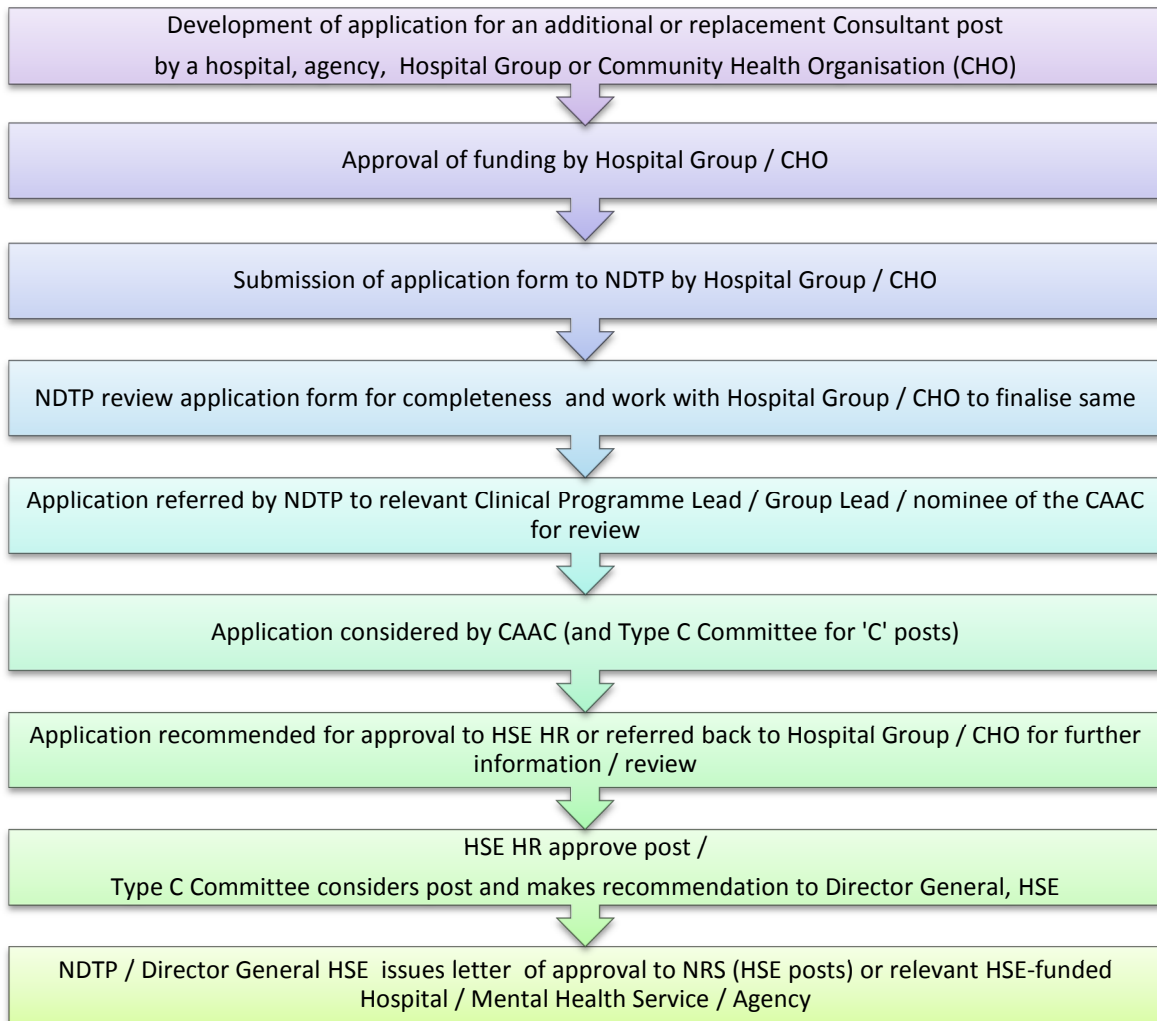 Development of application for an additional or replacement Consultant post
by a hospital, agency, Hospital Group or Community Health Organisation (CHO)
Approval of funding by Hospital Group / CHO
Submission of application form to NDTP by Hospital Group / CHO
NDTP review application form for completeness and work with Hospital Group / CHO to finalise same
Application referred by NDTP to relevant Clinical Programme Lead / Group Lead / nominee of the CAAC
for review
Application considered by CAAC (and Type C Committee for 'C' posts)
Application recommended for approval to HSE HR or referred back to Hospital Group / CHO for further
information / review
HSE HR approve post /
Type C Committee considers post and makes recommendation to Director General, HSE
NDTP / Director General HSE issues letter of approval to NRS (HSE posts) or relevant HSE-funded
Hospital / Mental Health Service / Agency